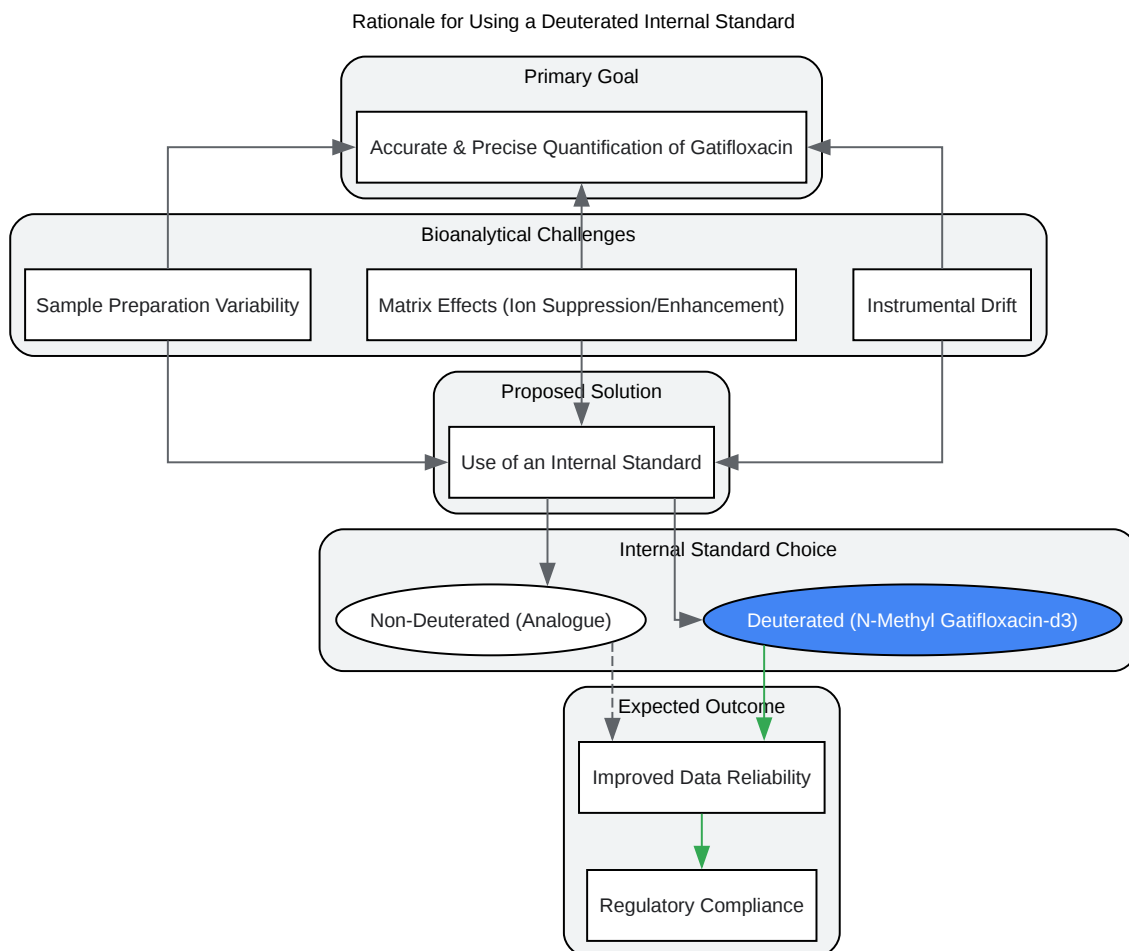 Rationale for Using a Deuterated Internal Standard
Primary Goal
Accurate & Precise Quantification of Gatifloxacin
Bioanalytical Challenges
Sample Preparation Variability
Matrix Effects (Ion Suppression/Enhancement)
Instrumental Drift
Proposed Solution
Use of an Internal Standard
Internal Standard Choice
Non-Deuterated (Analogue)
Deuterated (N-Methyl Gatifloxacin-d3)
Expected Outcome
Improved Data Reliability
Regulatory Compliance